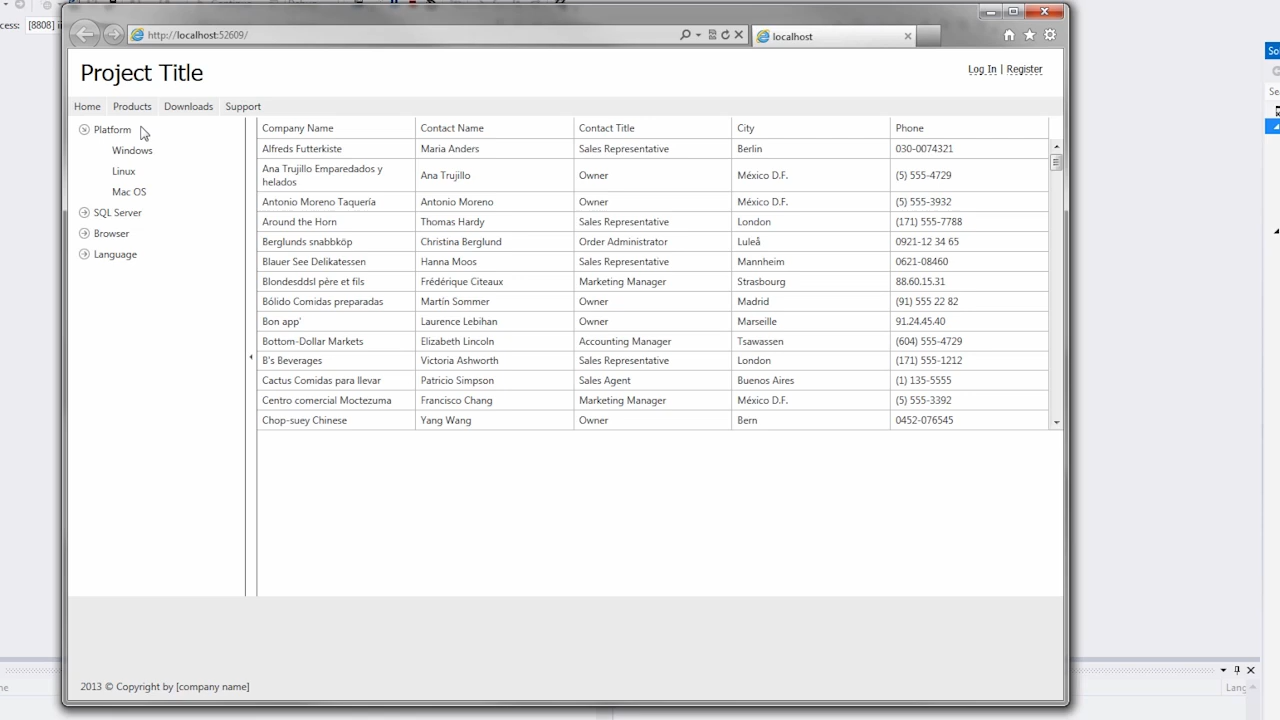 cess: [8808] ii
http://localhost:52609/
localhost
So
Se
Project Title
Log In | Register
Home Products Downloads Support
Platform
Windows
Linux
Mac OS
SQL Server
Browser
Language
Company Name Contact Name Contact Title City Phone
Alfreds Futterkiste Maria Anders Sales Representative Berlin 030-0074321
Ana Trujillo Emparedados y helados Ana Trujillo Owner México D.F. (5) 555-4729
Antonio Moreno Taquería Antonio Moreno Owner México D.F. (5) 555-3932
Around the Horn Thomas Hardy Sales Representative London (171) 555-7788
Berglunds snabbköp Christina Berglund Order Administrator Luleå 0921-12 34 65
Blauer See Delikatessen Hanna Moos Sales Representative Mannheim 0621-08460
Blondesddsl père et fils Frédérique Citeaux Marketing Manager Strasbourg 88.60.15.31
Bólido Comidas preparadas Martín Sommer Owner Madrid (91) 555 22 82
Bon app' Laurence Lebihan Owner Marseille 91.24.45.40
Bottom-Dollar Markets Elizabeth Lincoln Accounting Manager Tsawassen (604) 555-4729
B's Beverages Victoria Ashworth Sales Representative London (171) 555-1212
Cactus Comidas para llevar Patricio Simpson Sales Agent Buenos Aires (1) 135-5555
Centro comercial Moctezuma Francisco Chang Marketing Manager México D.F. (5) 555-3392
Chop-suey Chinese Yang Wang Owner Bern 0452-076545
2013 © Copyright by [company name]
Lang